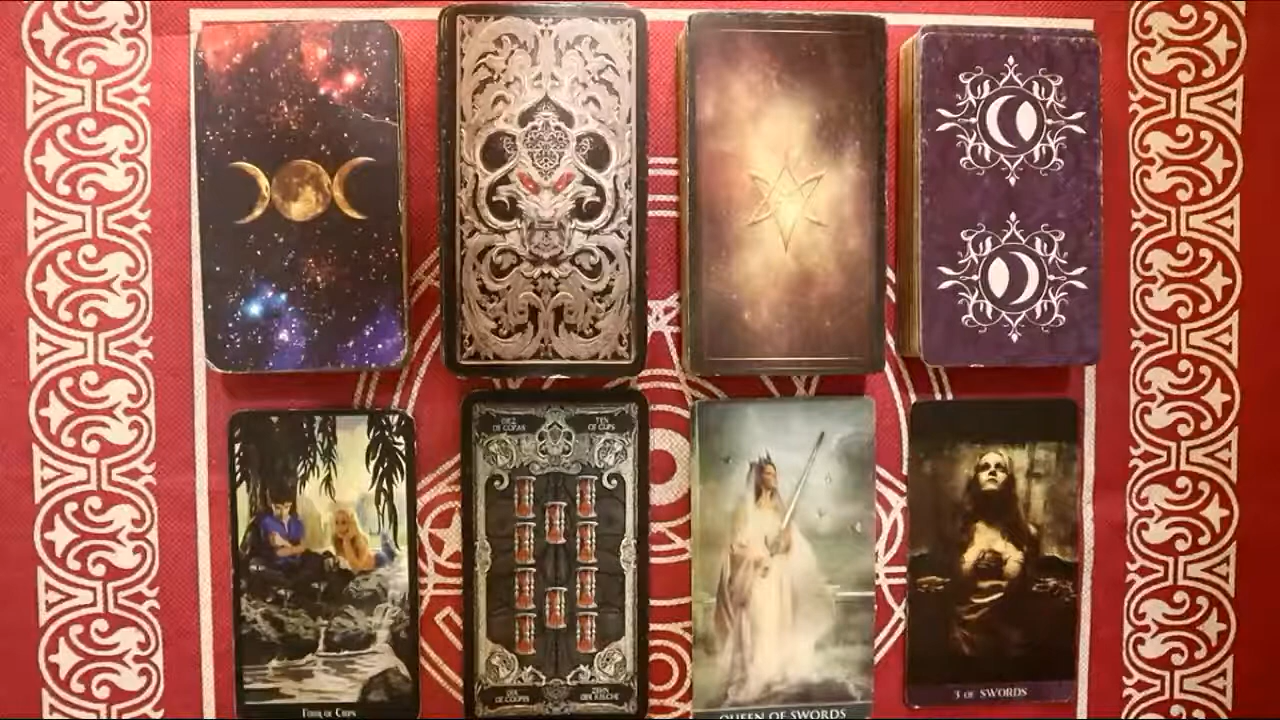 DIEZ
DE COPAS
TEN
OF CUPS
DIX
DE COUPES
ZEHN
DER KELCHE
Four of Cups
QUEEN OF SWORDS
3 OF SWORDS